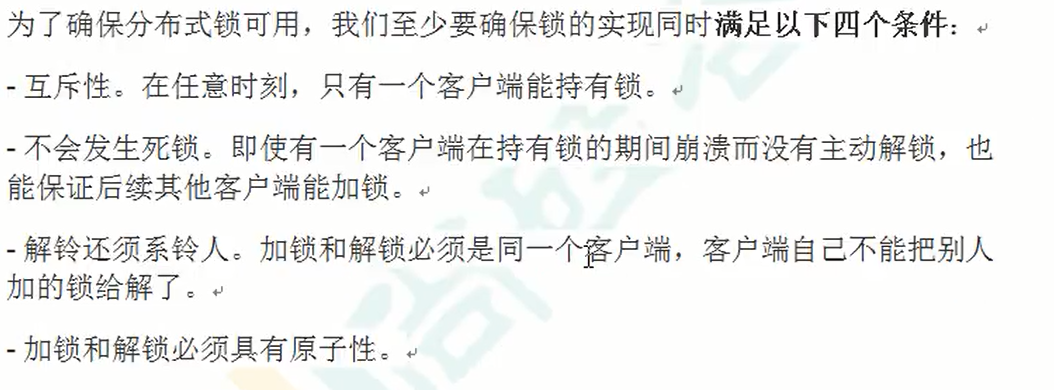 为了确保分布式锁可用，我们至少要确保锁的实现同时满足以下四个条件：
- 互斥性。在任意时刻，只有一个客户端能持有锁。
- 不会发生死锁。即使有一个客户端在持有锁的期间崩溃而没有主动解锁，也
能保证后续其他客户端能加锁。
- 解铃还须系铃人。加锁和解锁必须是同一个客户端，客户端自己不能把别人
加的锁给解了。
- 加锁和解锁必须具有原子性。